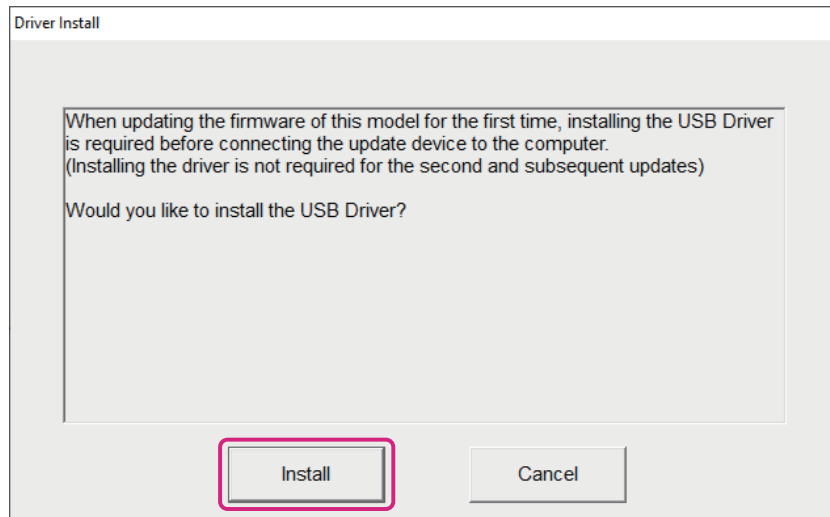 Driver Install
When updating the firmware of this model for the first time, installing the USB Driver
is required before connecting the update device to the computer.
(Installing the driver is not required for the second and subsequent updates)
Would you like to install the USB Driver?
Install
Cancel